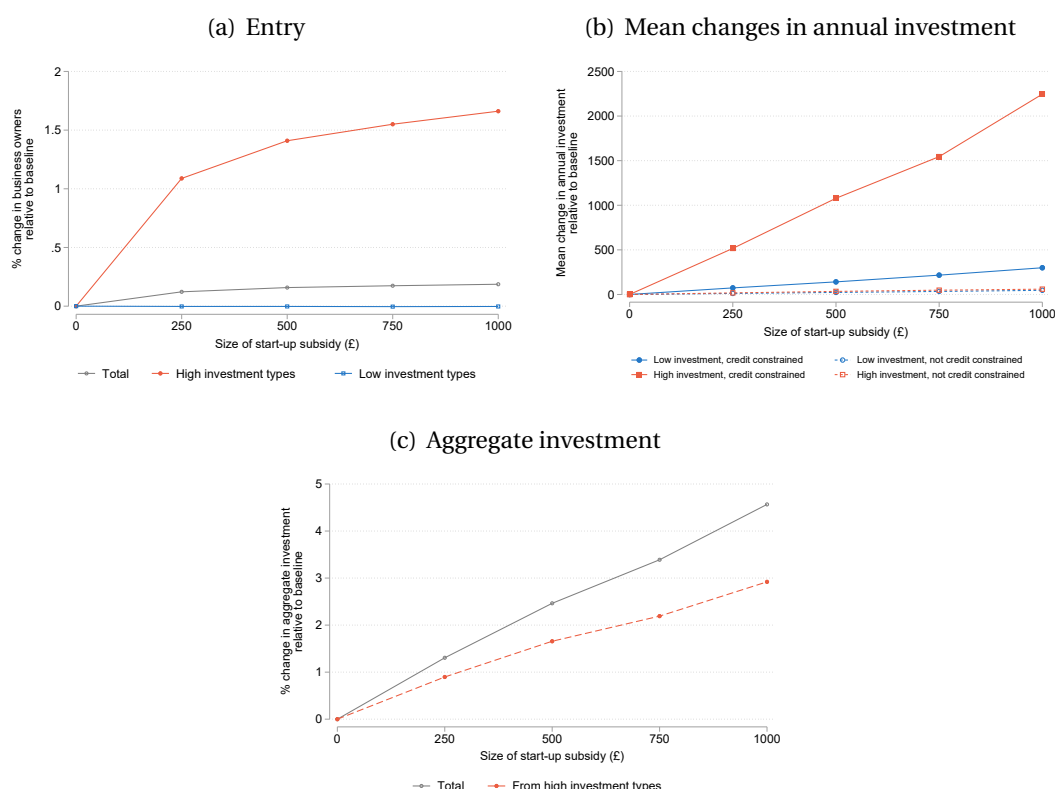 (a) Entry
% change in business owners
relative to baseline
2
1.5
1
.5
0
0 250 500 750 1000
Size of start-up subsidy (£)
Total High investment types Low investment types
(b) Mean changes in annual investment
Mean change in annual investment
relative to baseline
2500
2000
1500
1000
500
0
0 250 500 750 1000
Size of start-up subsidy (£)
Low investment, credit constrained Low investment, not credit constrained
High investment, credit constrained High investment, not credit constrained
(c) Aggregate investment
% change in aggregate investment
relative to baseline
5
4
3
2
1
0
0 250 500 750 1000
Size of start-up subsidy (£)
Total From high investment types